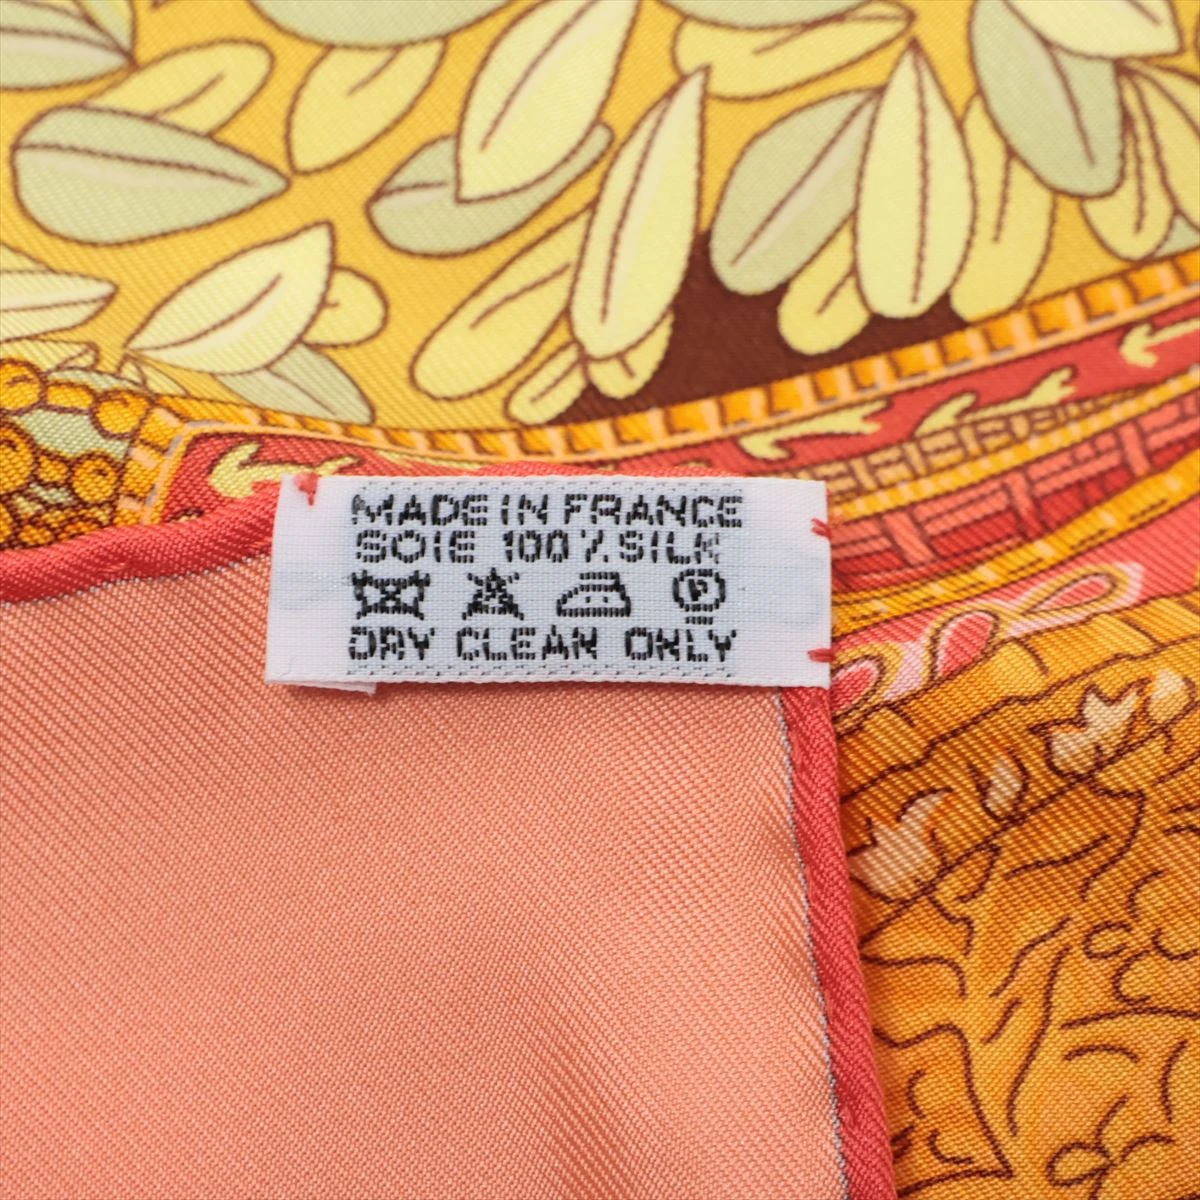 MADE IN FRANCE
SOIE 100% SILK
P
DRY CLEAN ONLY